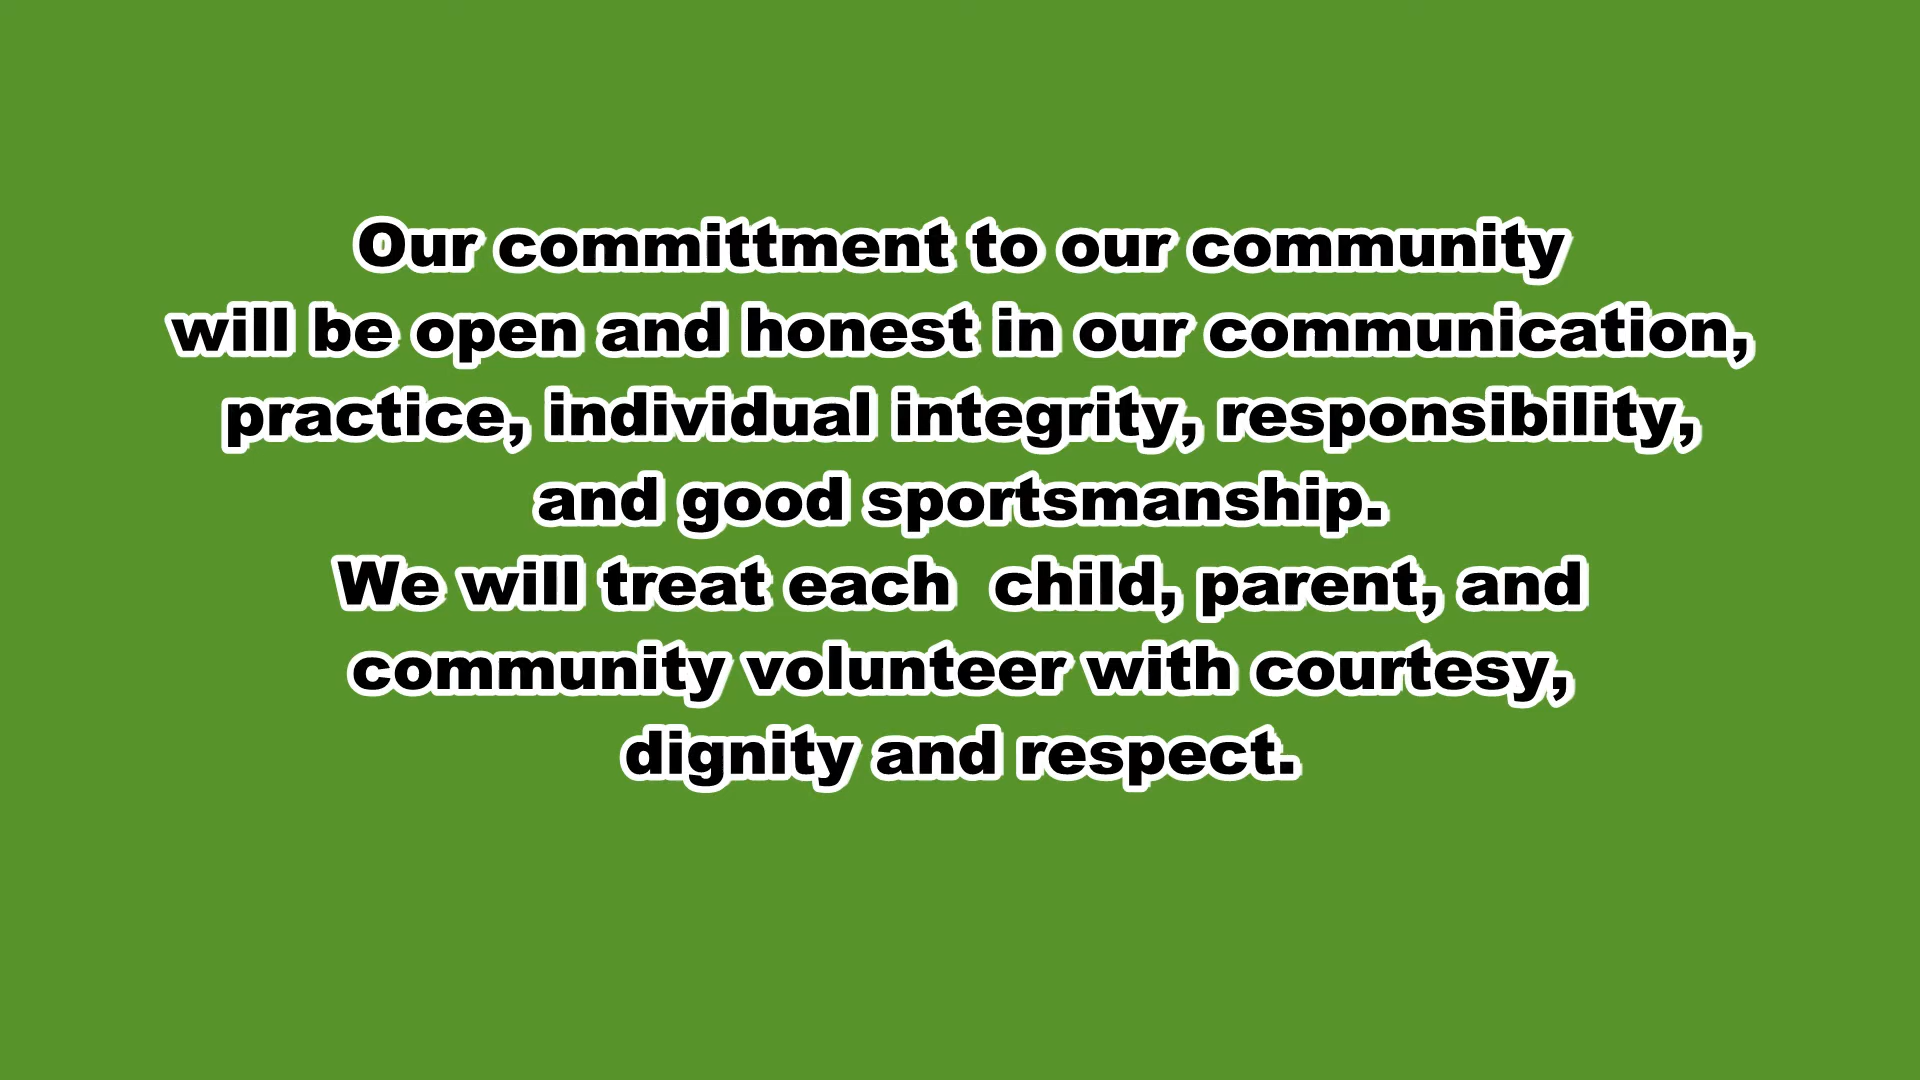 Our committment to our community
will be open and honest in our communication,
practice, individual integrity, responsibility,
and good sportsmanship.
We will treat each  child, parent, and
community volunteer with courtesy,
dignity and respect.